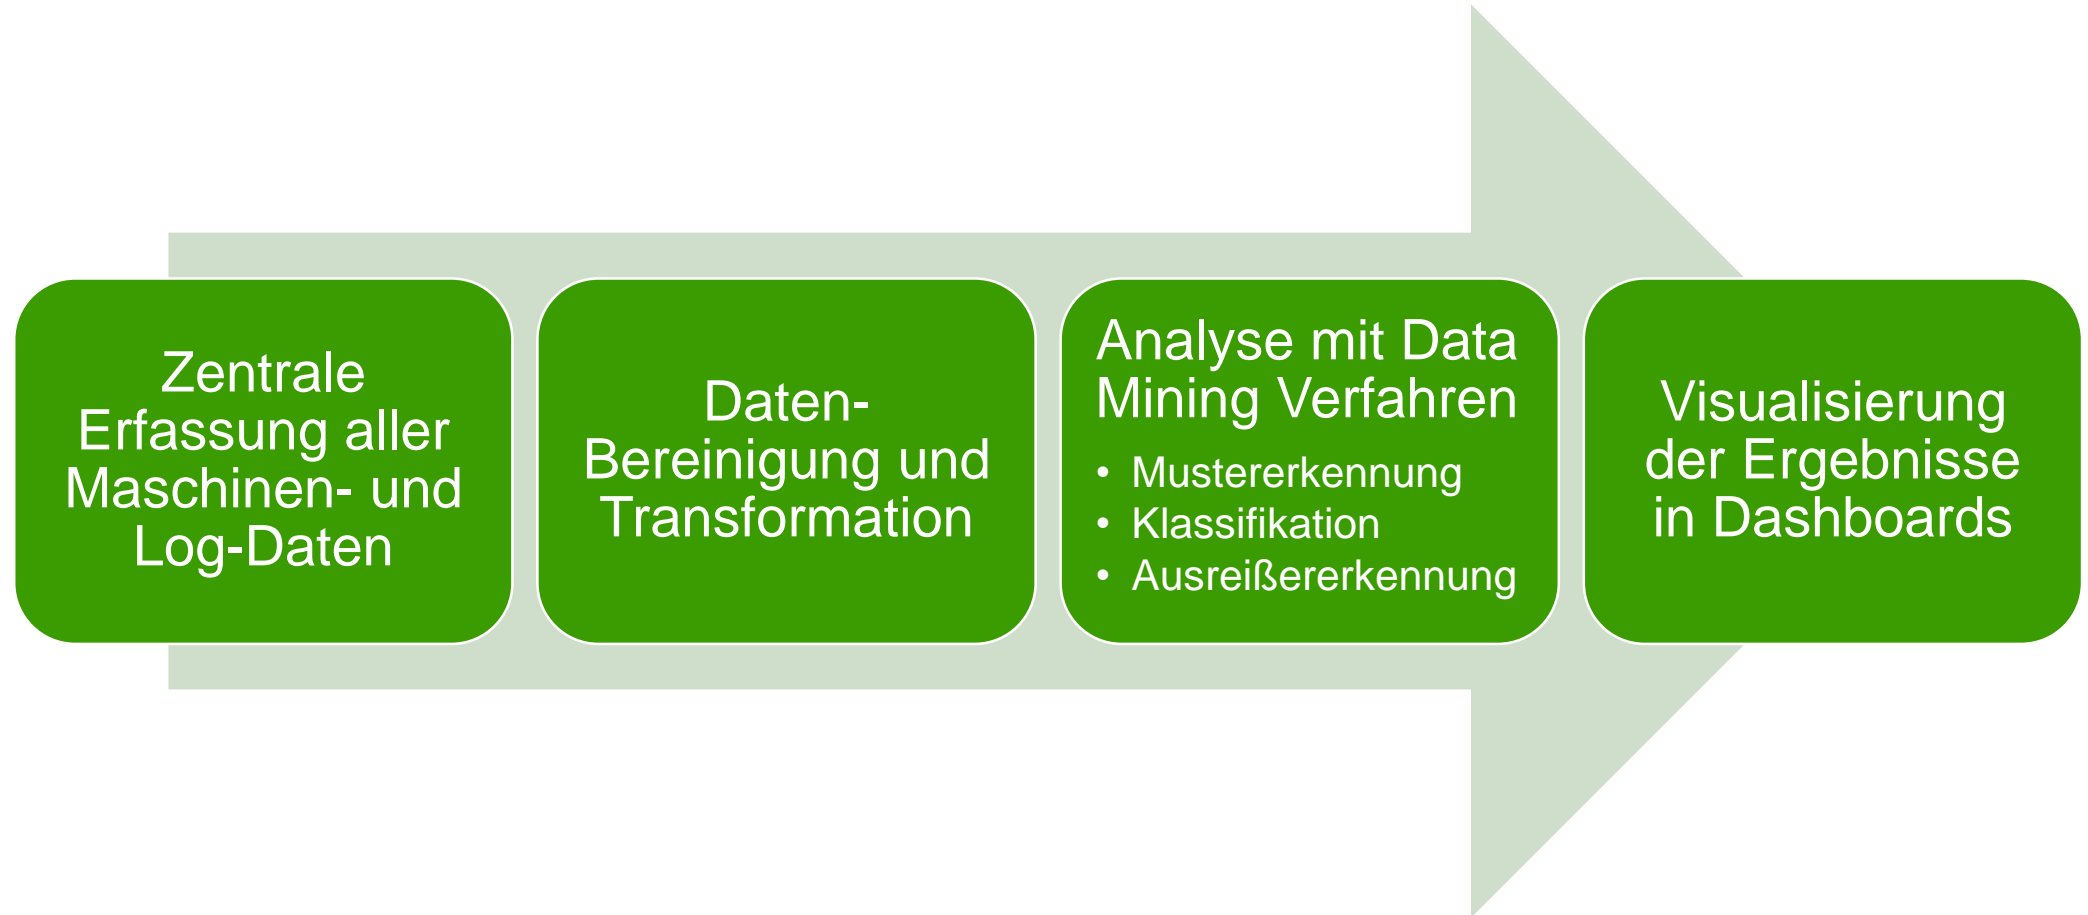 Zentrale
Erfassung aller
Maschinen- und
Log-Daten
Daten-
Bereinigung und
Transformation
Analyse mit Data
Mining Verfahren
• Mustererkennung
• Klassifikation
• Ausreißererkennung
Visualisierung
der Ergebnisse
in Dashboards